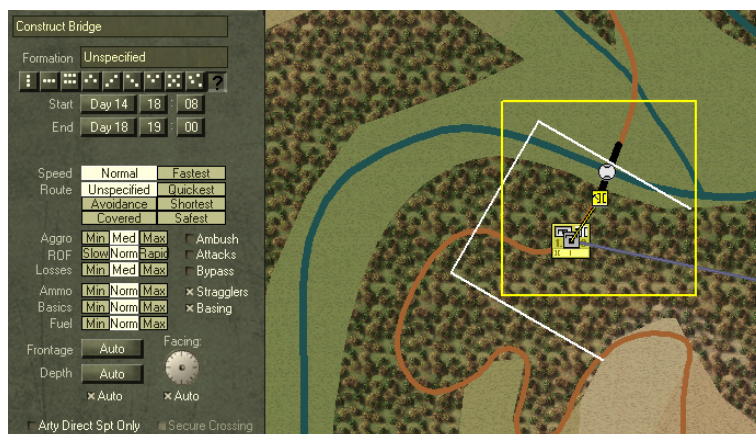 Construct Bridge
Formation Unspecified
?
Start Day 14 18 : 08
End Day 18 19 : 00
Speed Normal Fastest
Route Unspecified Quickest
Avoidance Shortest
Covered Safest
Aggro Min Med Max Ambush
ROF Slow Norm Rapid Attacks
Losses Min Med Max Bypass
Ammo Min Norm Max Stragglers
Basics Min Norm Max Basing
Fuel Min Norm Max
Frontage Auto Facing:
Depth Auto
Auto Auto
Arty Direct Spt Only Secure Crossing